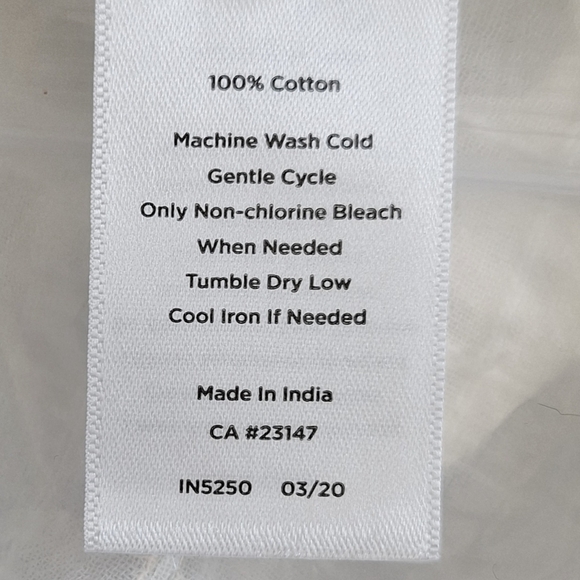 100% Cotton
Machine Wash Cold
Gentle Cycle
Only Non-chlorine Bleach
When Needed
Tumble Dry Low
Cool Iron If Needed
Made In India
CA #23147
IN5250 03/20